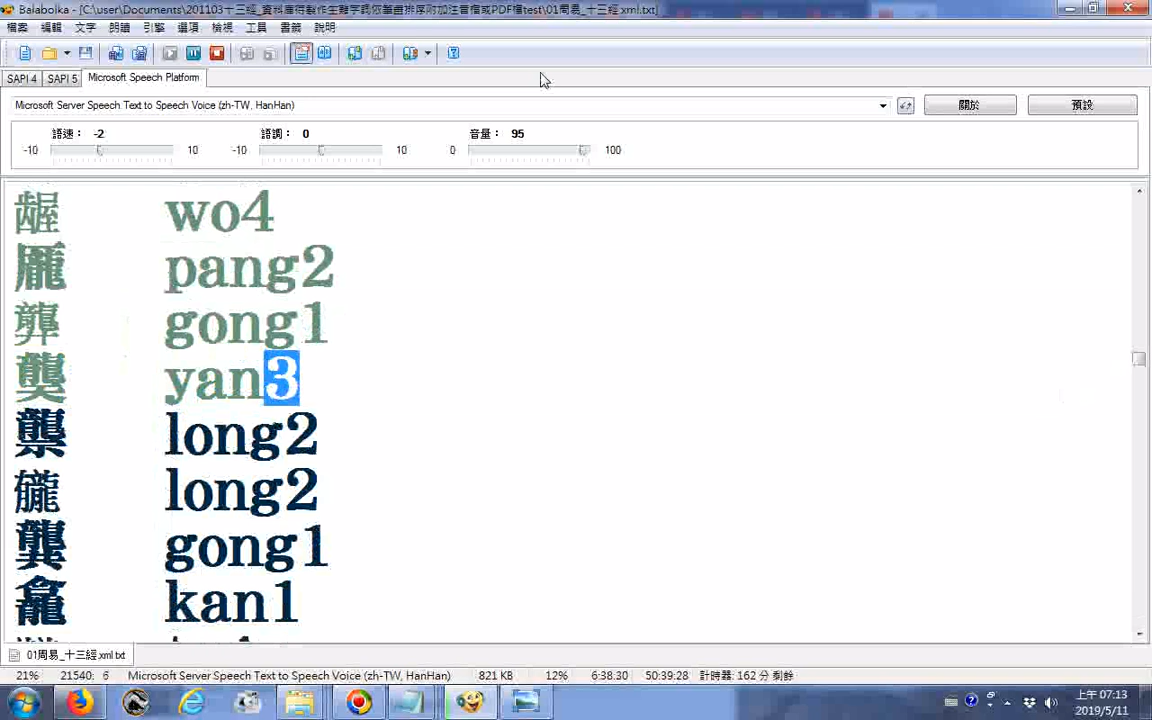 Balabolka - [C:\user\Documents\201103十三經_資料庫待製作生難字詞依筆畫排序附加注音檔或PDF檔test\01周易_十三經 xml.txt]
檔案 編輯 文字 朗讀 引擎 選項 檢視 工具 書籤 說明
SAPI 4 SAPI 5 Microsoft Speech Platform
Microsoft Server Speech Text to Speech Voice (zh-TW, HanHan) 關於 預設
語速： -2 語調： 0 音量： 95
-10 10 -10 10 0 100
齷 wo4
龎 pang2
龏 gong1
yan3
long2
long2
龔 gong1
龕 kan1
01周易_十三經.xml.txt
21% 21540: 6 Microsoft Server Speech Text to Speech Voice (zh-TW, HanHan) 821 KB 12% 6:38:30 50:39:28 計時器: 162 分 剩餘
上午 07:13
2019/5/11